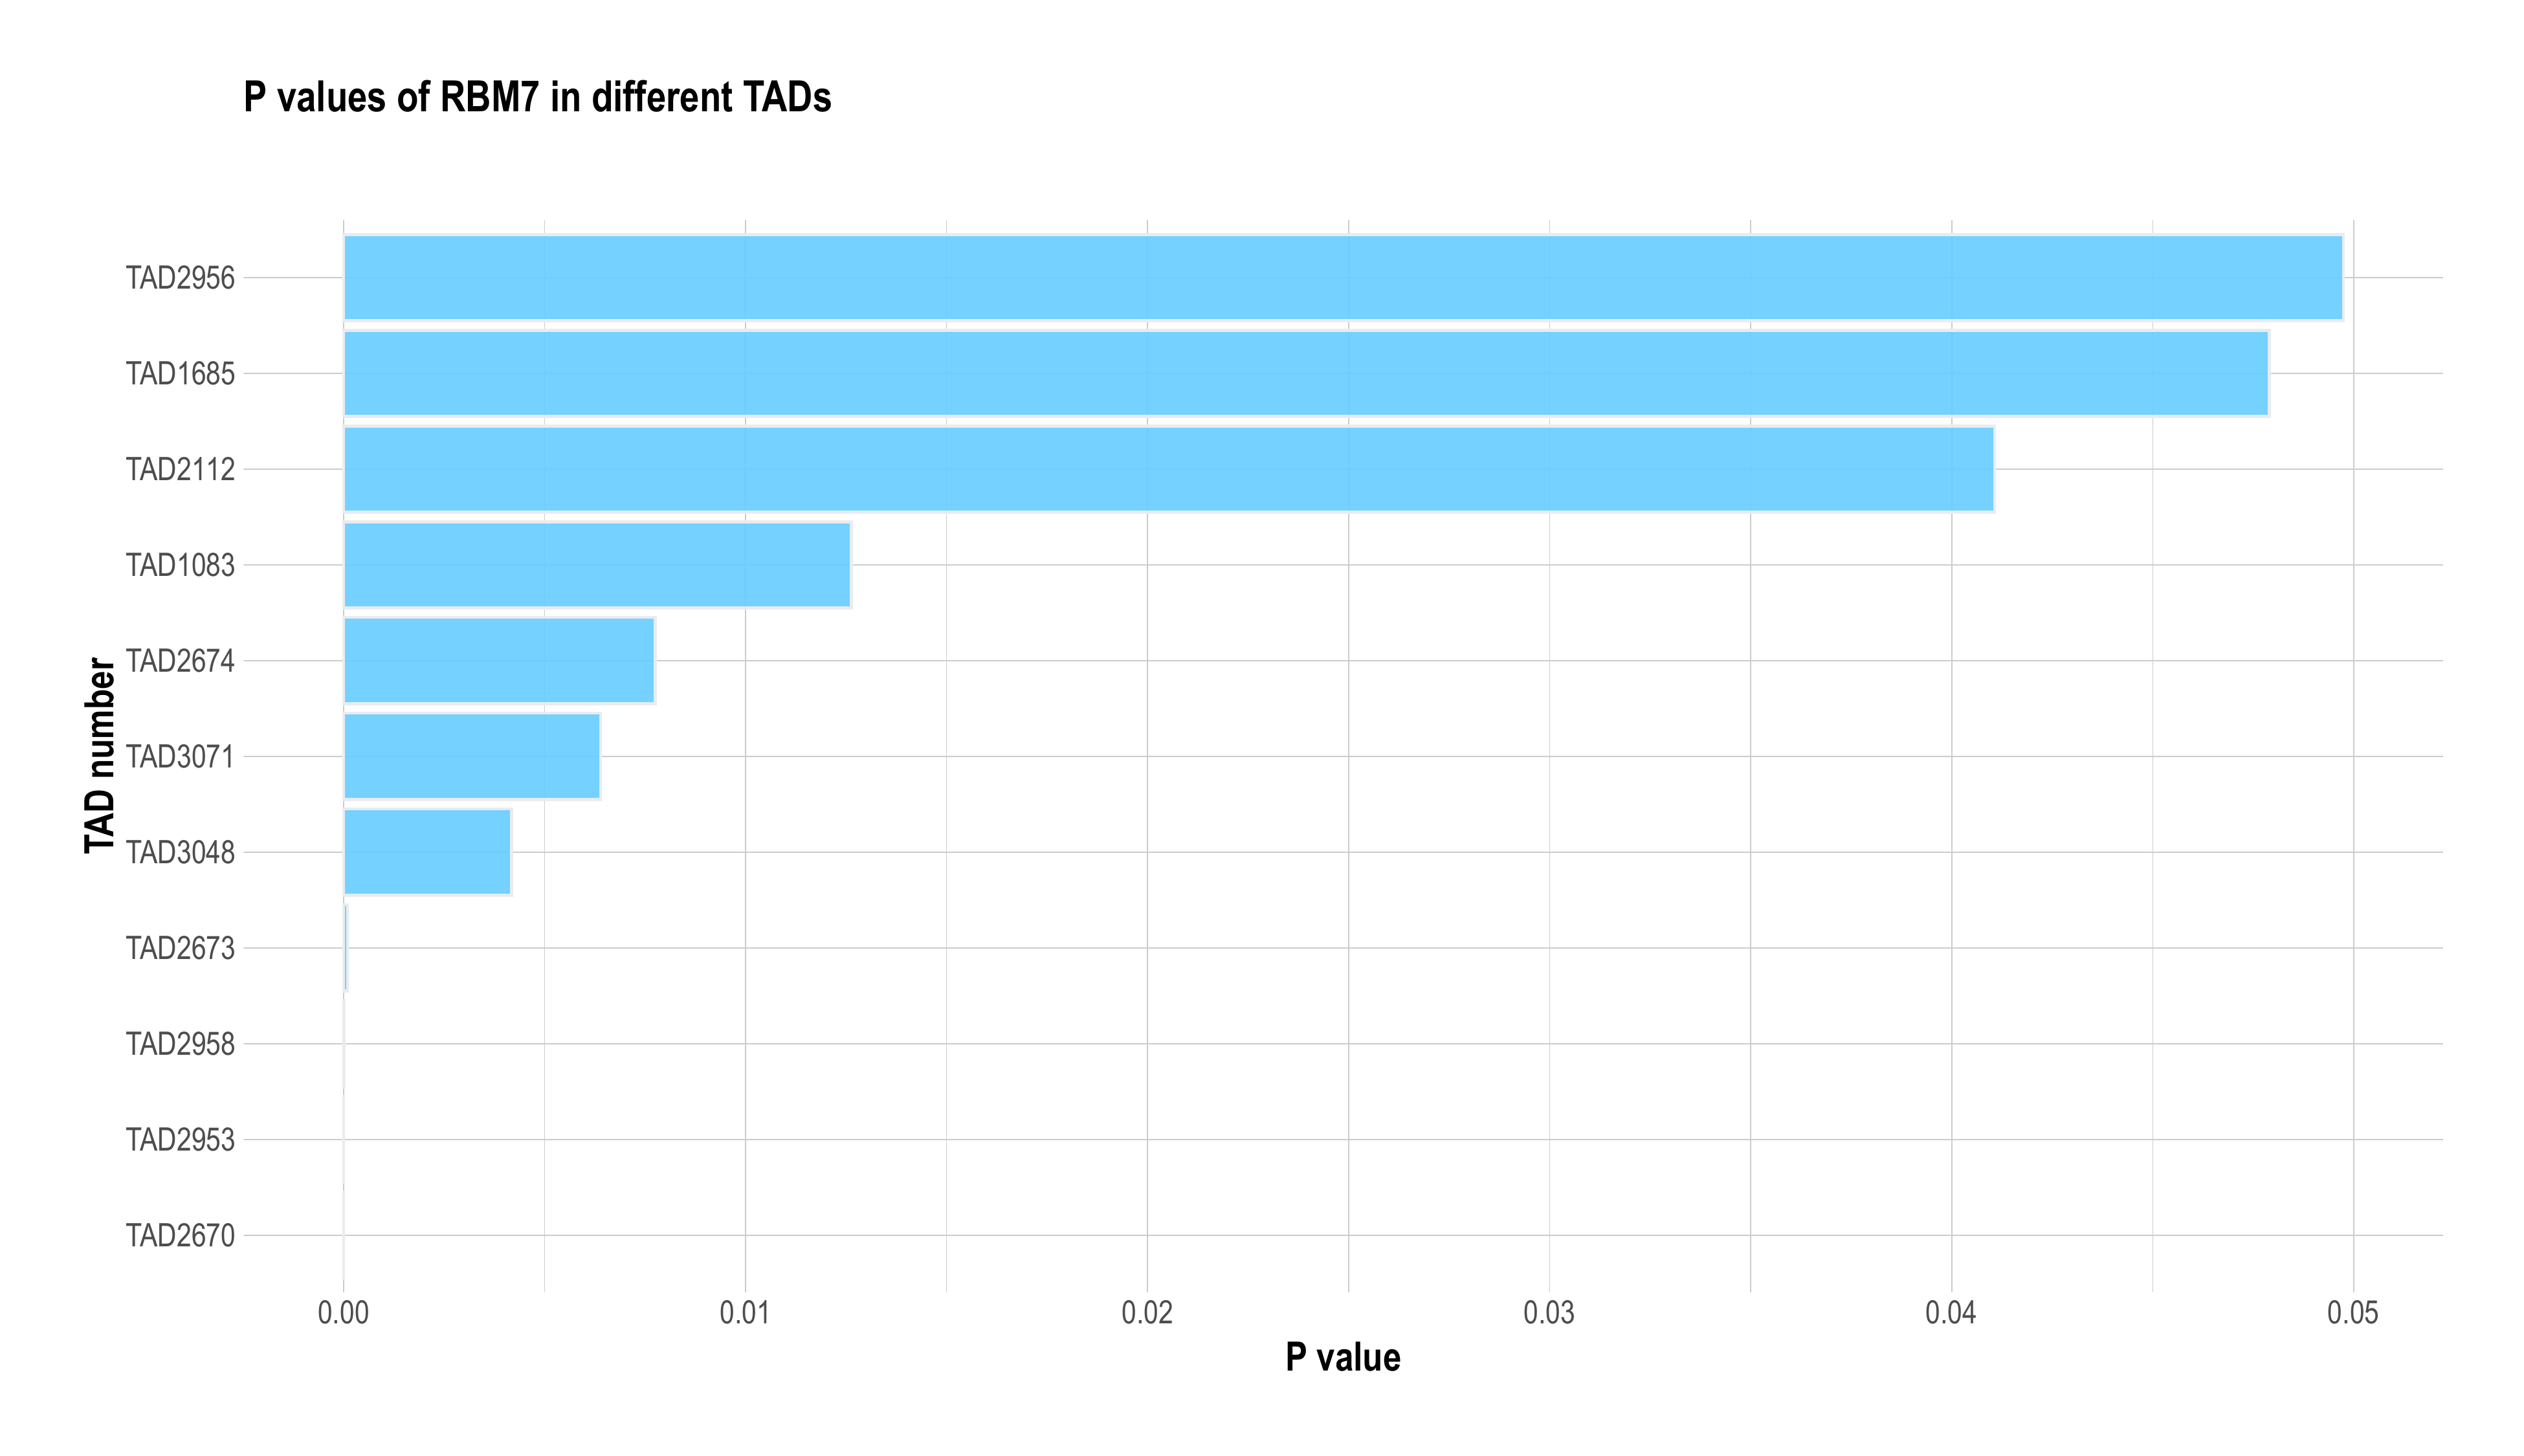 P values of RBM7 in different TADs
TAD number
TAD2956
TAD1685
TAD2112
TAD1083
TAD2674
TAD3071
TAD3048
TAD2673
TAD2958
TAD2953
TAD2670
0.00 0.01 0.02 0.03 0.04 0.05
P value